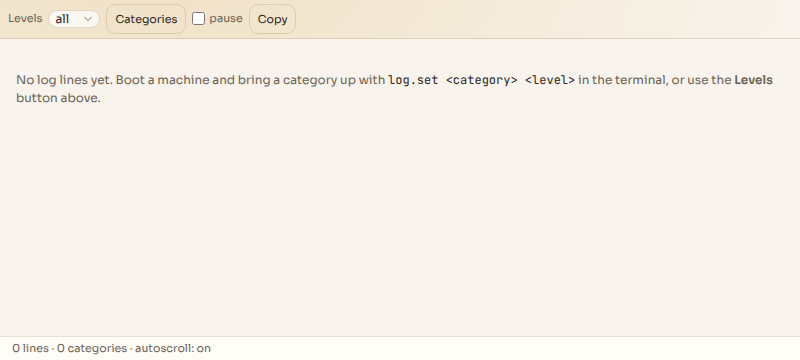 Levels all Categories pause Copy
No log lines yet. Boot a machine and bring a category up with log.set <category> <level> in the terminal, or use the Levels
button above.
0 lines · 0 categories · autoscroll: on